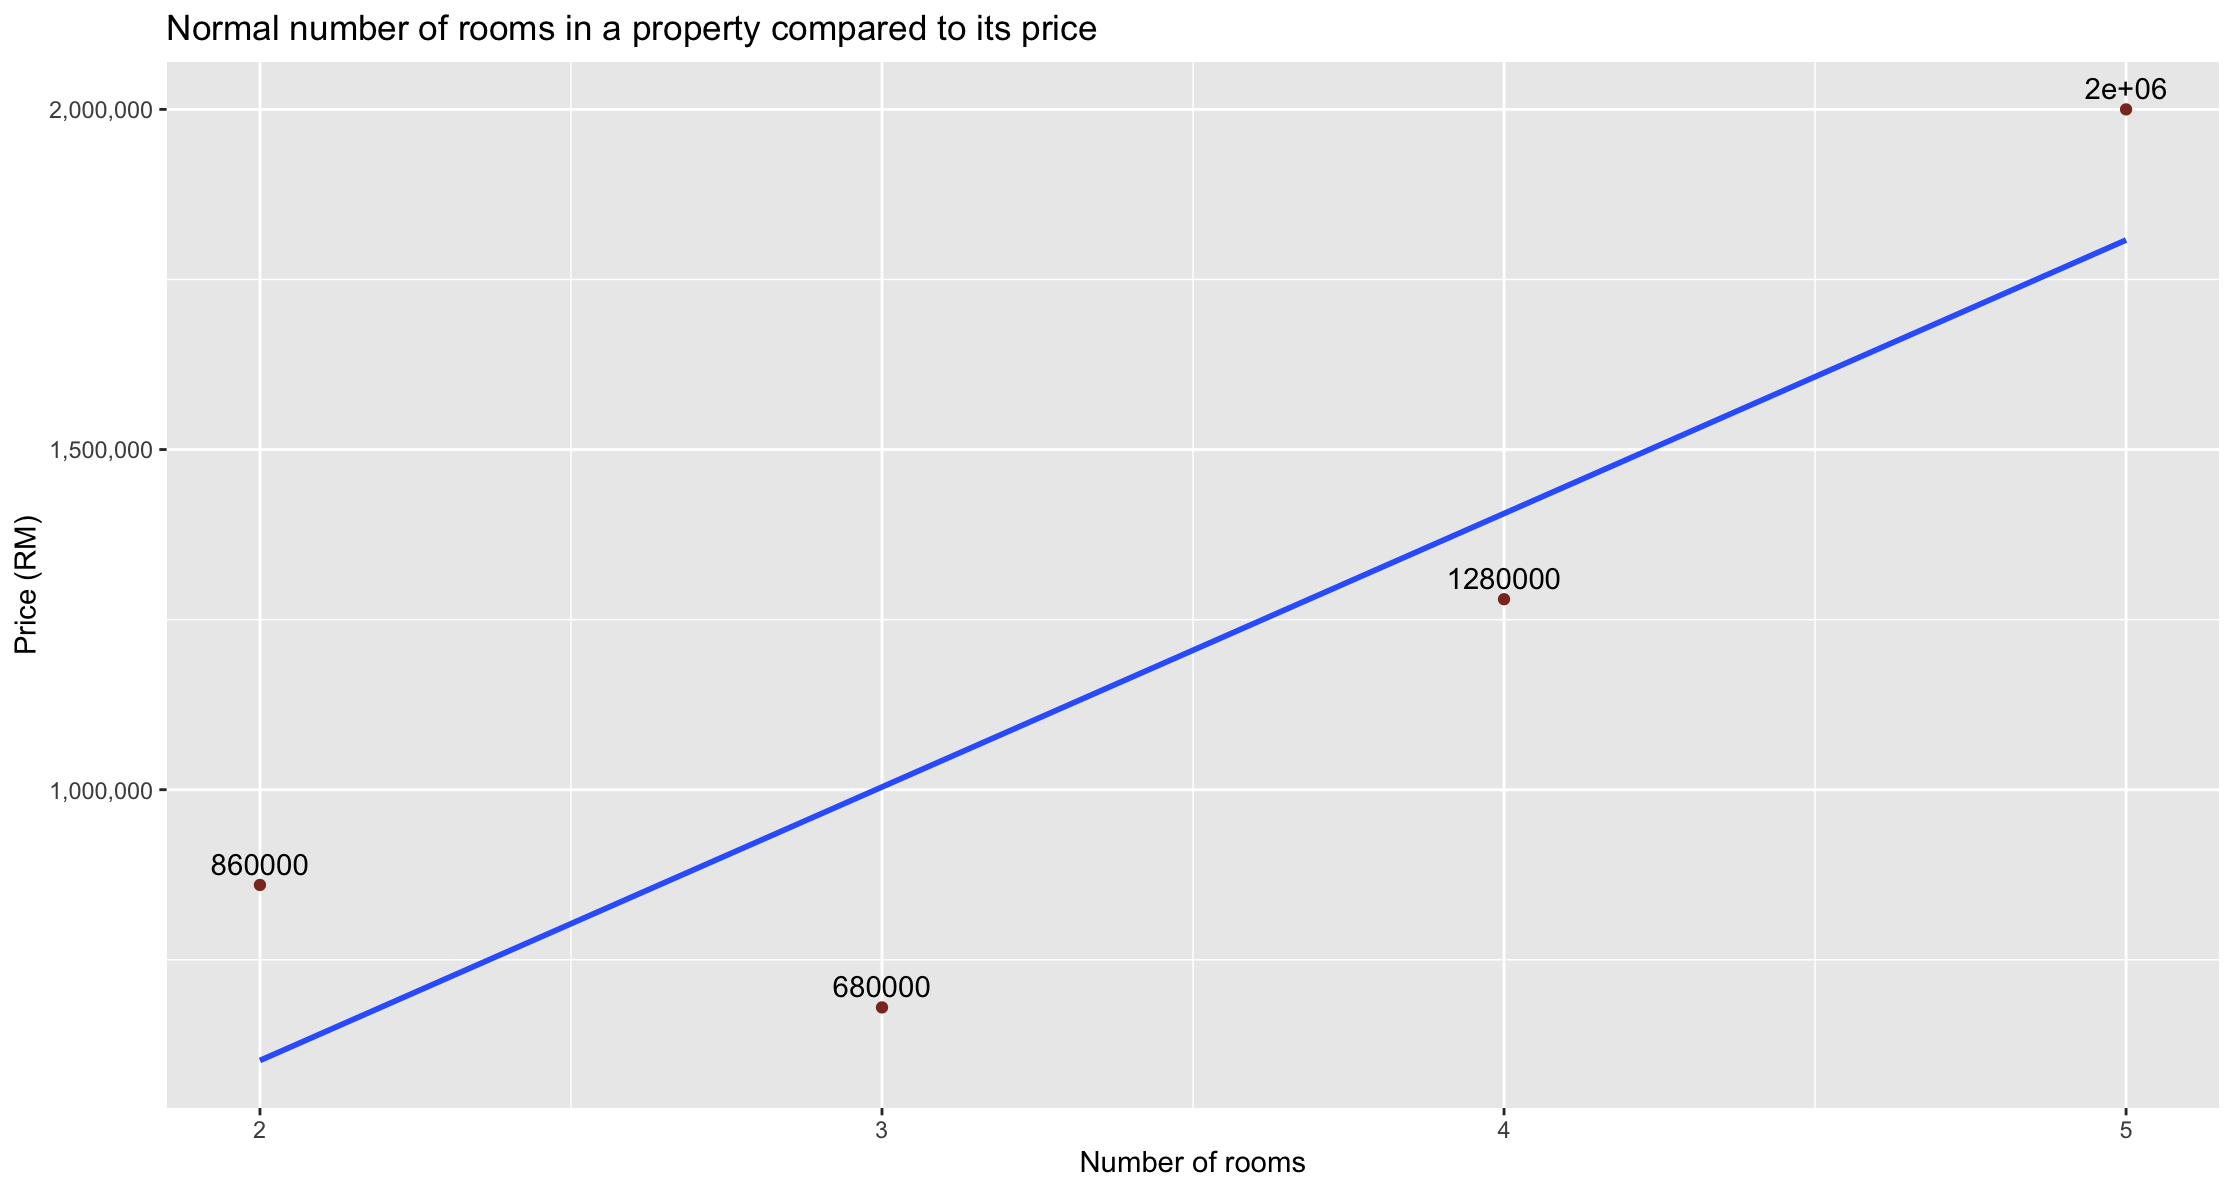 Normal number of rooms in a property compared to its price
2e+06
2,000,000
1,500,000
1280000
Price (RM)
1,000,000
860000
680000
2 3 4 5
Number of rooms